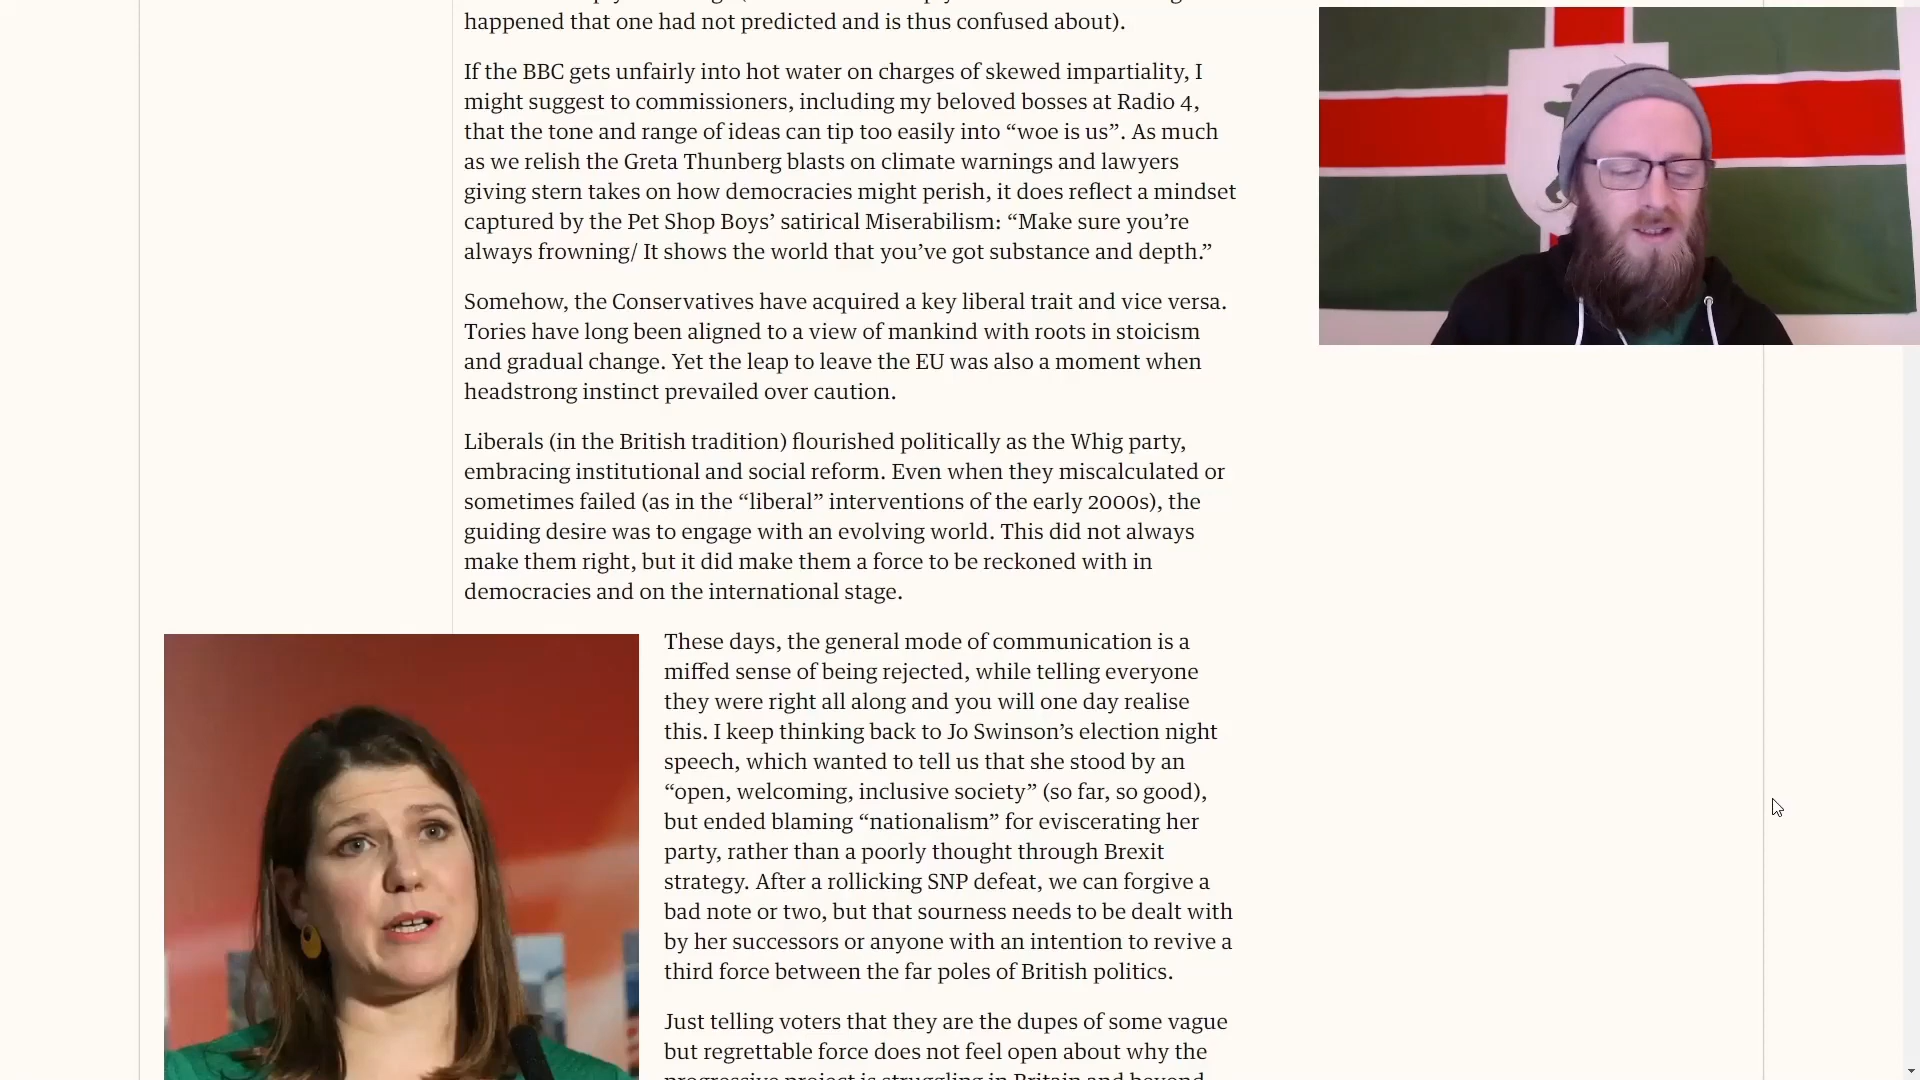 happened that one had not predicted and is thus confused about).
If the BBC gets unfairly into hot water on charges of skewed impartiality, I
might suggest to commissioners, including my beloved bosses at Radio 4,
that the tone and range of ideas can tip too easily into “woe is us”. As much
as we relish the Greta Thunberg blasts on climate warnings and lawyers
giving stern takes on how democracies might perish, it does reflect a mindset
captured by the Pet Shop Boys’ satirical Miserabilism: “Make sure you’re
always frowning/ It shows the world that you’ve got substance and depth.”
Somehow, the Conservatives have acquired a key liberal trait and vice versa.
Tories have long been aligned to a view of mankind with roots in stoicism
and gradual change. Yet the leap to leave the EU was also a moment when
headstrong instinct prevailed over caution.
Liberals (in the British tradition) flourished politically as the Whig party,
embracing institutional and social reform. Even when they miscalculated or
sometimes failed (as in the “liberal” interventions of the early 2000s), the
guiding desire was to engage with an evolving world. This did not always
make them right, but it did make them a force to be reckoned with in
democracies and on the international stage.
These days, the general mode of communication is a
miffed sense of being rejected, while telling everyone
they were right all along and you will one day realise
this. I keep thinking back to Jo Swinson’s election night
speech, which wanted to tell us that she stood by an
“open, welcoming, inclusive society” (so far, so good),
but ended blaming “nationalism” for eviscerating her
party, rather than a poorly thought through Brexit
strategy. After a rollicking SNP defeat, we can forgive a
bad note or two, but that sourness needs to be dealt with
by her successors or anyone with an intention to revive a
third force between the far poles of British politics.
Just telling voters that they are the dupes of some vague
but regrettable force does not feel open about why the
progressive project is struggling in Britain and beyond